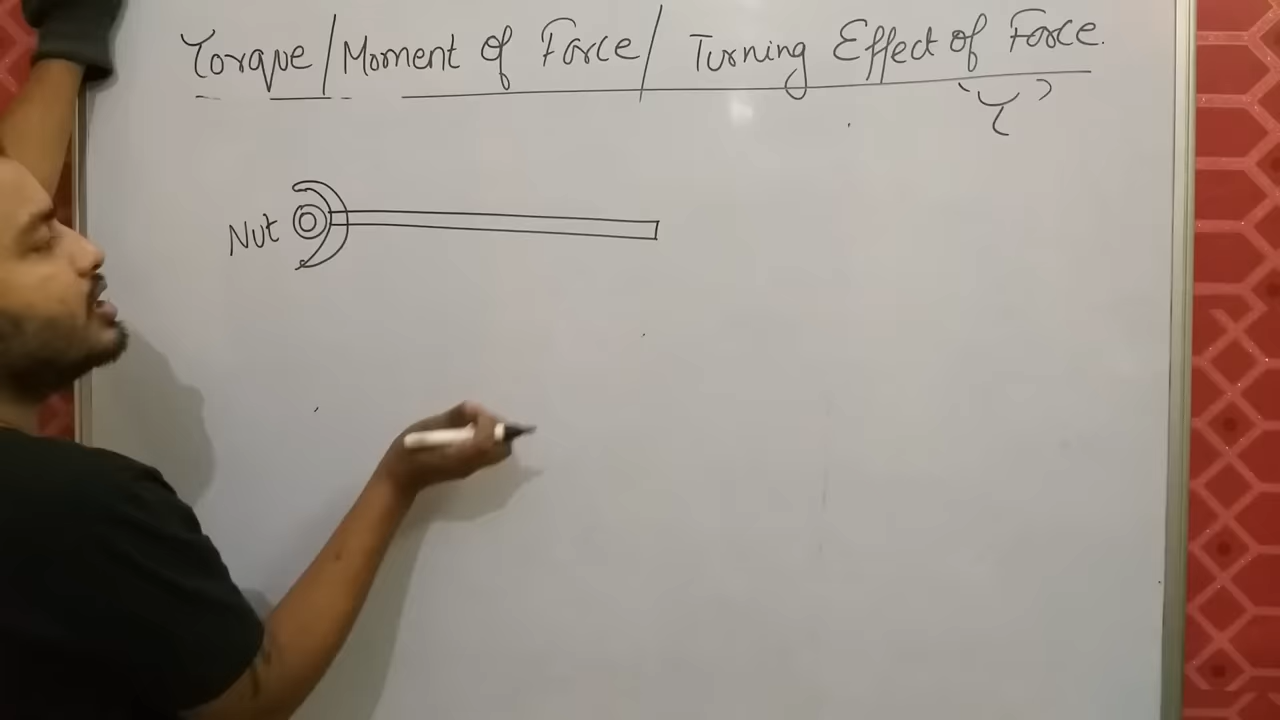 Torque/Moment of Force/ Turning Effect of Force.
'τ'
Nut